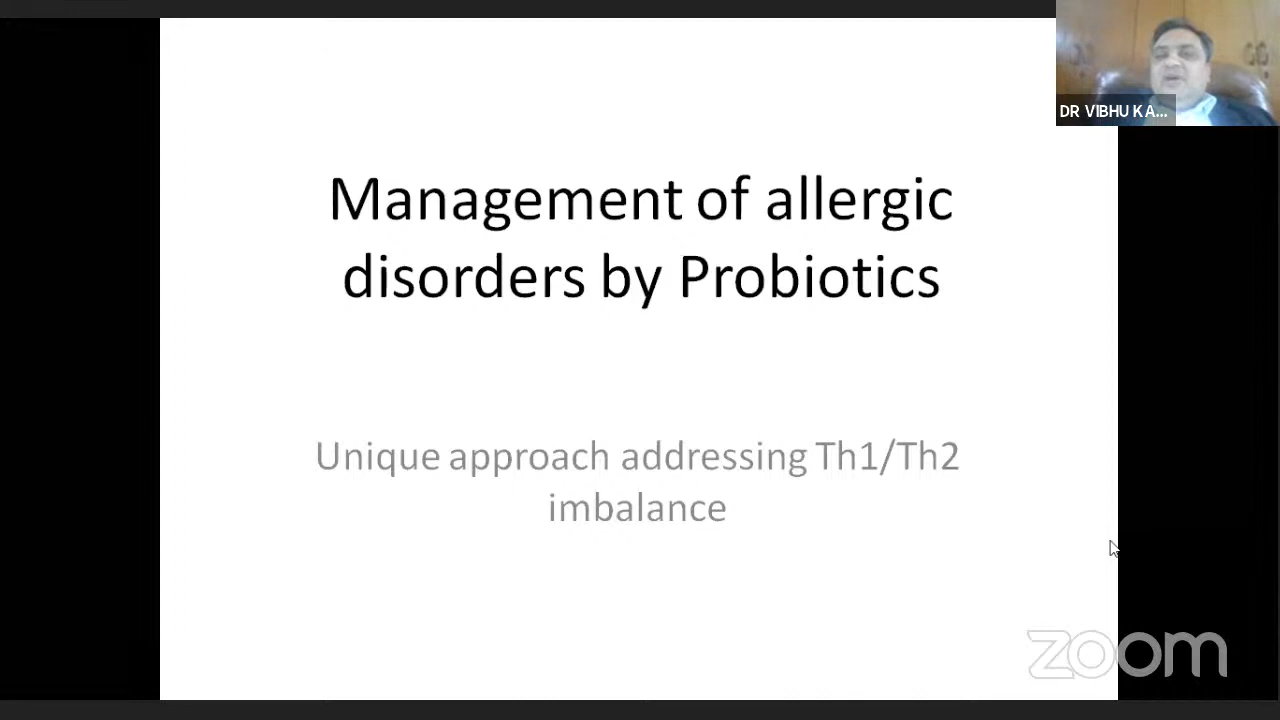 DR VIBHU KA...
Management of allergic
disorders by Probiotics
Unique approach addressing Th1/Th2
imbalance
zoom